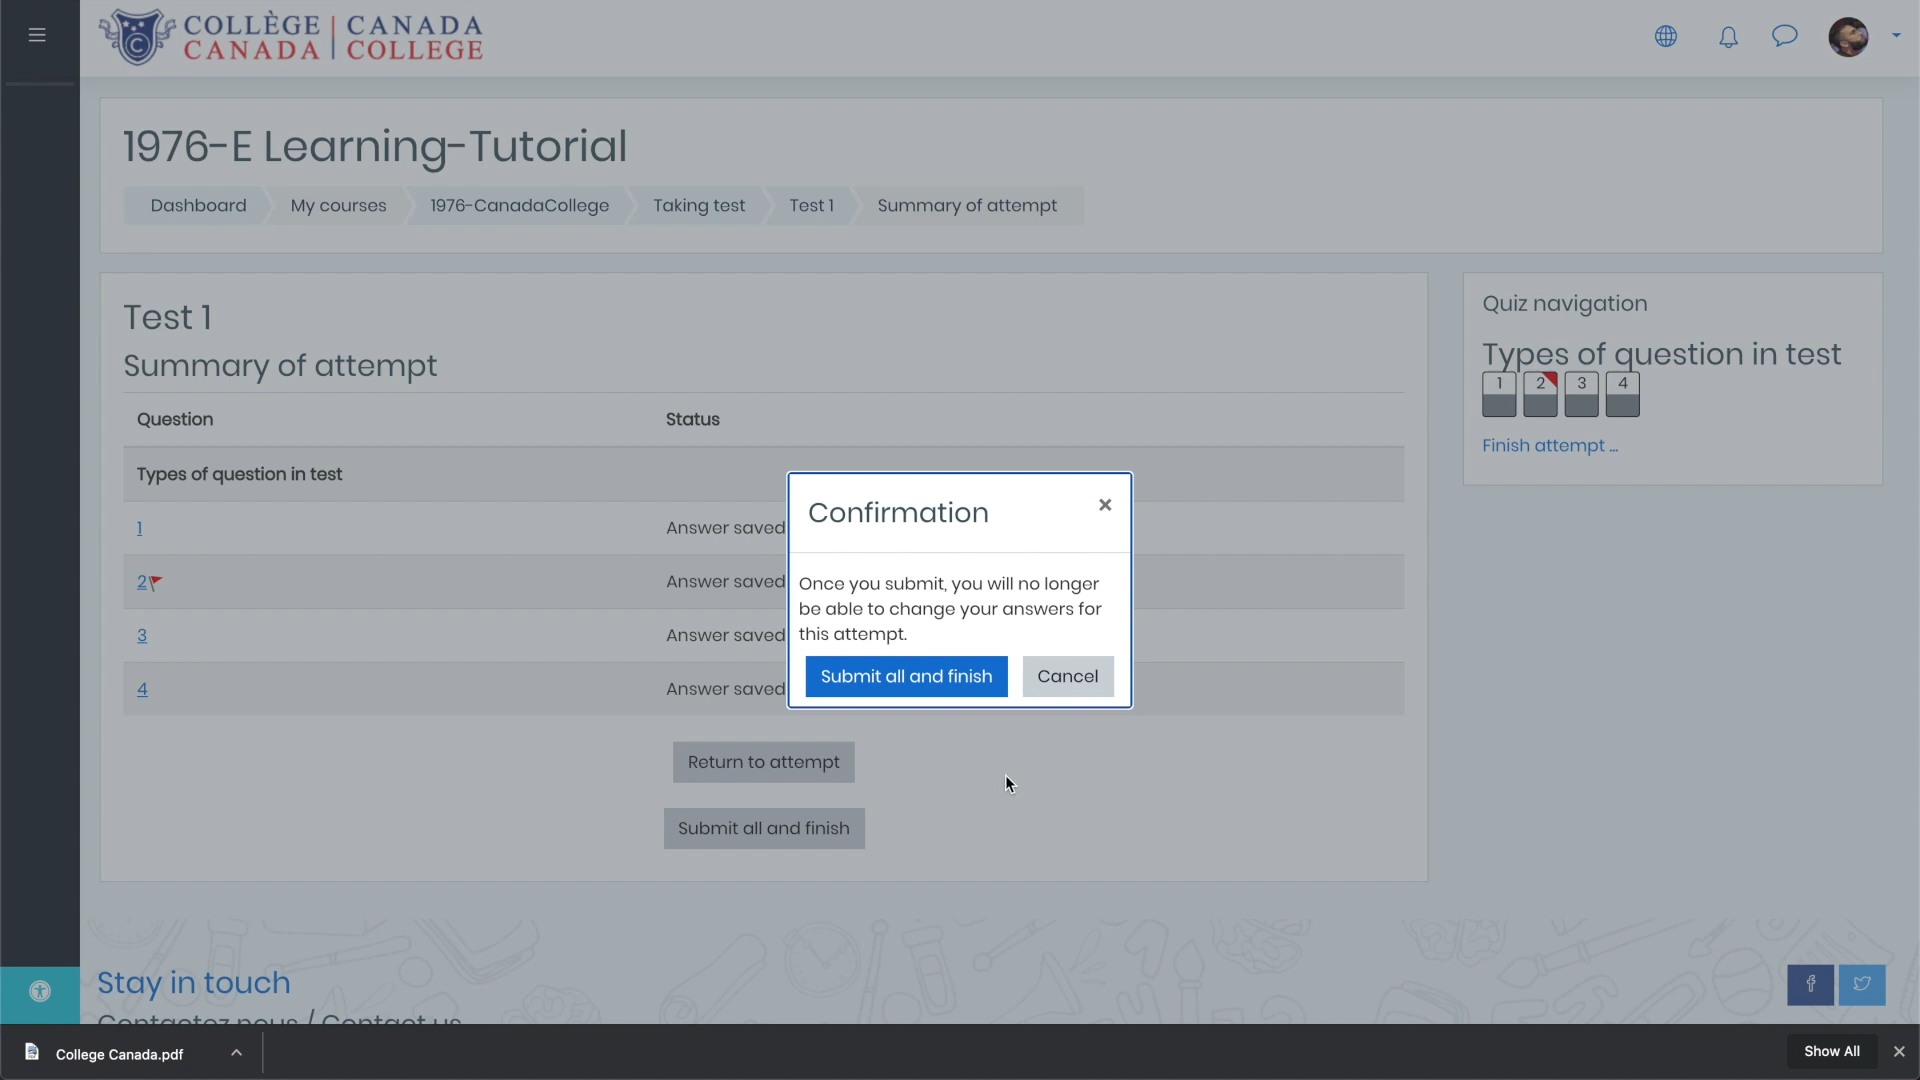 COLLÈGE | CANADA
CANADA | COLLEGE
1976-E Learning-Tutorial
Dashboard My courses 1976-CanadaCollege Taking test Test 1 Summary of attempt
Test 1
Summary of attempt
Question Status
Types of question in test
1 Answer saved
2 Answer saved
3 Answer saved
4 Answer saved
Return to attempt
Submit all and finish
Confirmation ×
Once you submit, you will no longer
be able to change your answers for
this attempt.
Submit all and finish Cancel
Quiz navigation
Types of question in test
1 2 3 4
Finish attempt ...
Stay in touch
Contactez nous / Contact us
College Canada.pdf
Show All